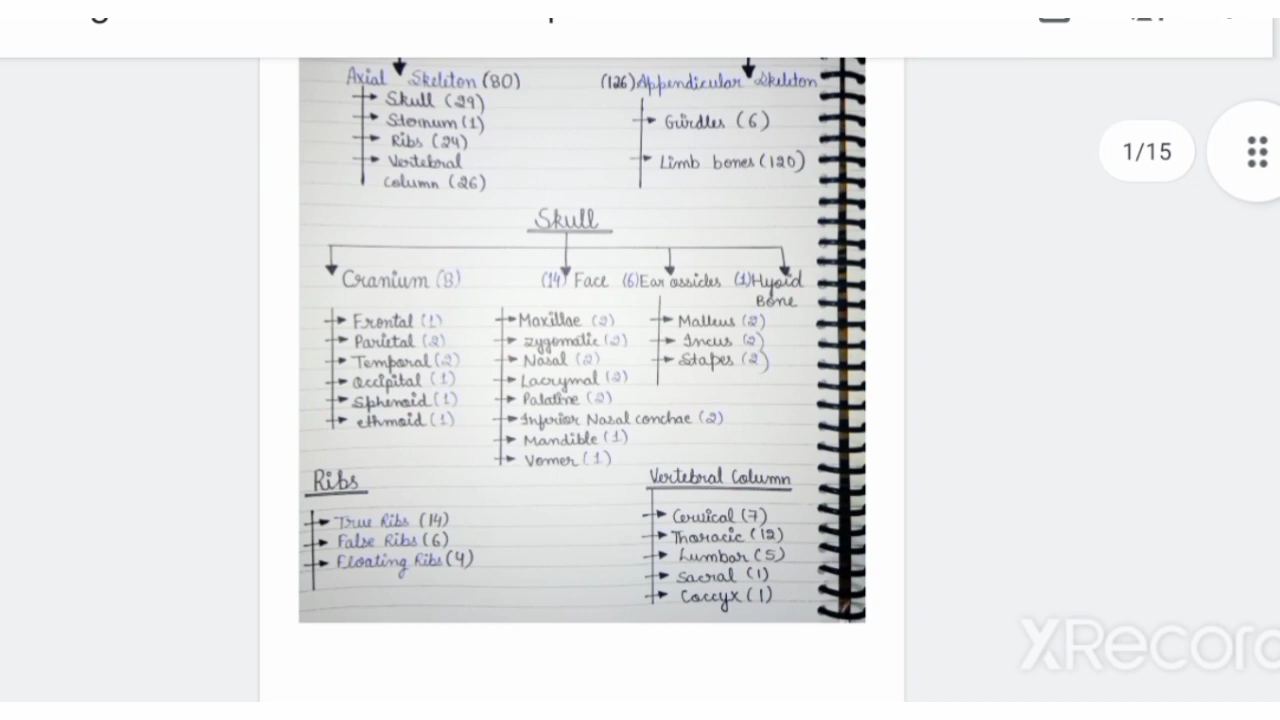 Axial Skeleton (80)
Skull (29)
Sternum (1)
Ribs (24)
Vertebral
column (26)
(126) Appendicular Skeleton
Girdles (6)
Limb bones (120)
Skull
Cranium (8)
Frontal (1)
Parietal (2)
Temporal (2)
Occipital (1)
Sphenoid (1)
ethmoid (1)
(14) Face
Maxillae (2)
zygomatic (2)
Nasal (2)
Lacrymal (2)
Palatine (2)
Inferior Nasal conchae (2)
Mandible (1)
Vomer (1)
(6) Ear ossicles
Malleus (2)
Incus (2)
Stapes (2)
(1) Hyoid
Bone
Ribs
True Ribs (14)
False Ribs (6)
Floating Ribs (4)
Vertebral Column
Cervical (7)
Thoracic (12)
Lumbar (5)
Sacral (1)
Coccyx (1)
1/15
XRecord